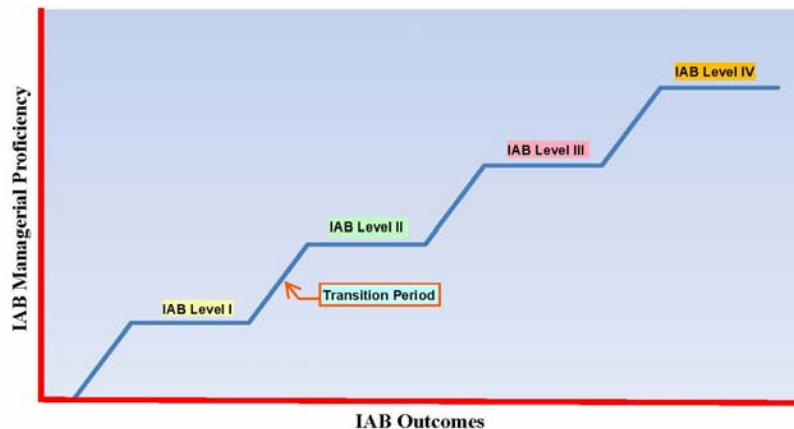 IAB Level IV
IAB Level III
IAB Level II
Transition Period
IAB Level I
IAB Managerial Proficiency
IAB Outcomes